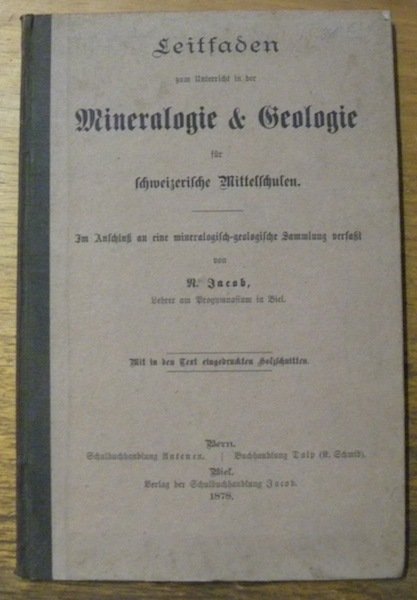 Leitfaden
zum Unterricht in der
Mineralogie & Geologie
für
schweizerische Mittelschulen.
Im Anschluß an eine mineralogisch-geologische Sammlung verfaßt
von
N. Jacob,
Lehrer am Progymnasium in Biel.
Mit in den Text eingedruckten Holzschnitten.
Bern.
Schulbuchhandlung Antenen. | Buchhandlung Dalp (K. Schmid).
Biel.
Verlag der Schulbuchhandlung Jacob.
1878.